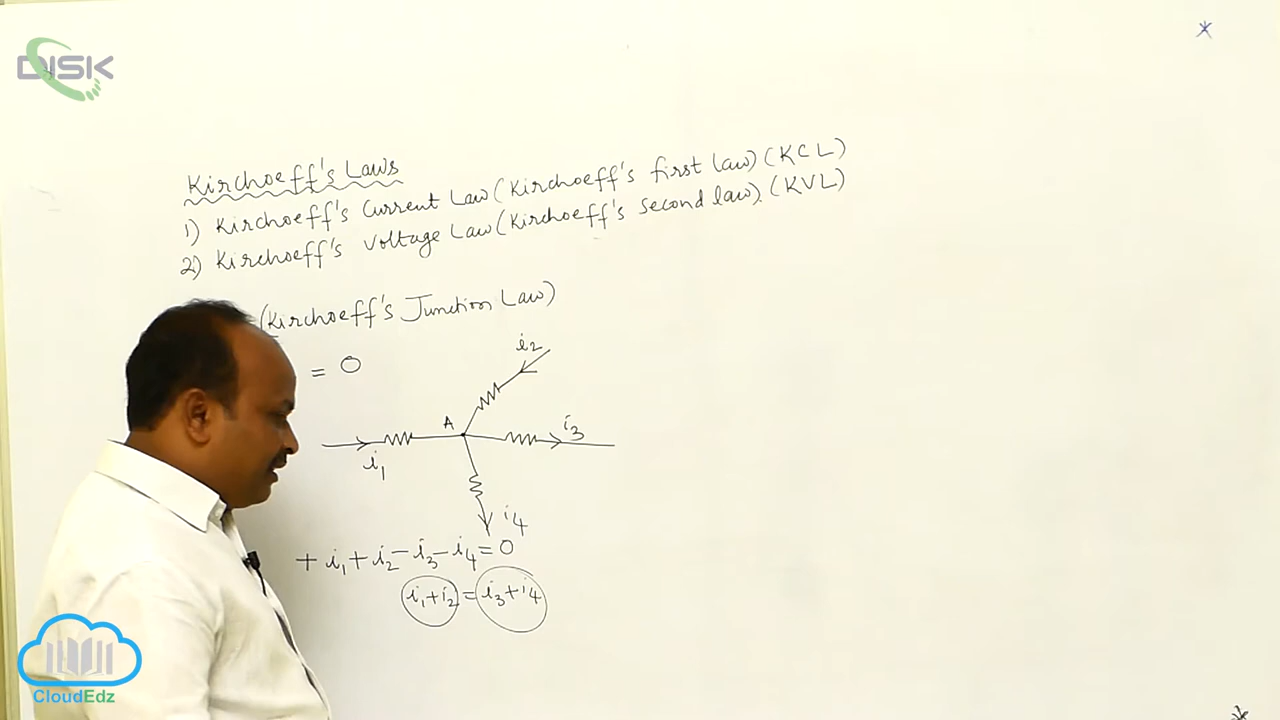 DISK
Kirchoeff's Laws
1) Kirchoeff's Current Law (Kirchoeff's first Law) (KCL)
2) Kirchoeff's Voltage Law (Kirchoeff's second law). (KVL)
(Kirchoeff's Junction Law)
= 0
i2
A
i3
i1
i4
+ i1 + i2 - i3 - i4 = 0
i1 + i2 = i3 + i4
CloudEdz